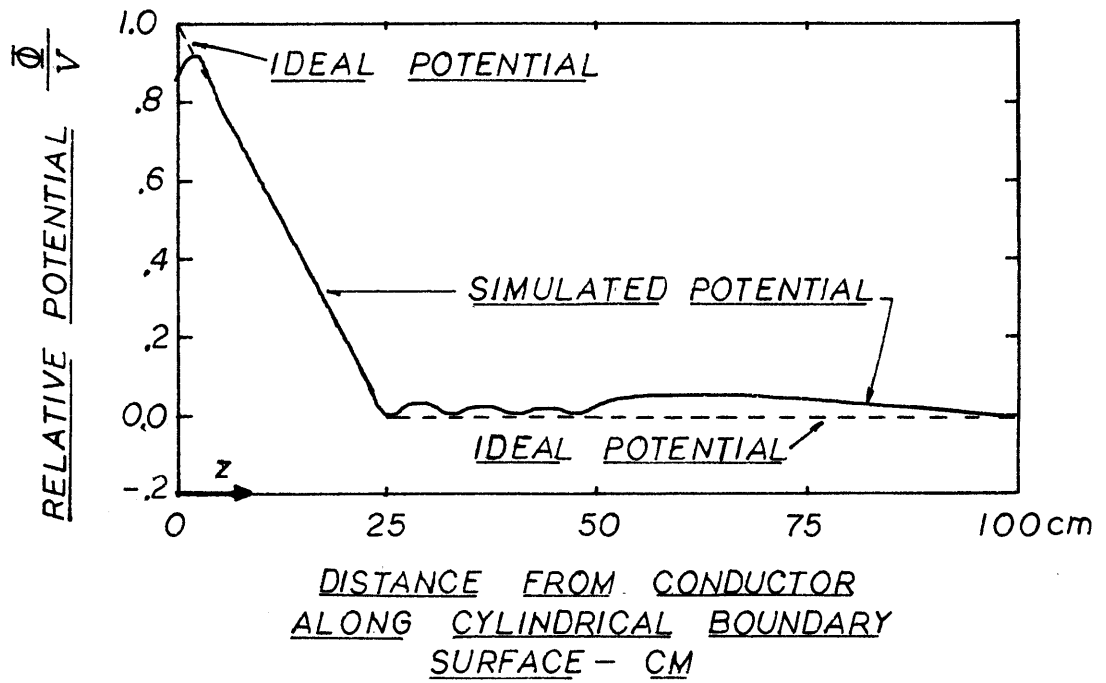 1.0
.8
.6
.4
.2
0.0
-.2
RELATIVE POTENTIAL Φ/V
IDEAL POTENTIAL
SIMULATED POTENTIAL
IDEAL POTENTIAL
z
0 25 50 75 100 cm
DISTANCE FROM CONDUCTOR
ALONG CYLINDRICAL BOUNDARY
SURFACE - CM